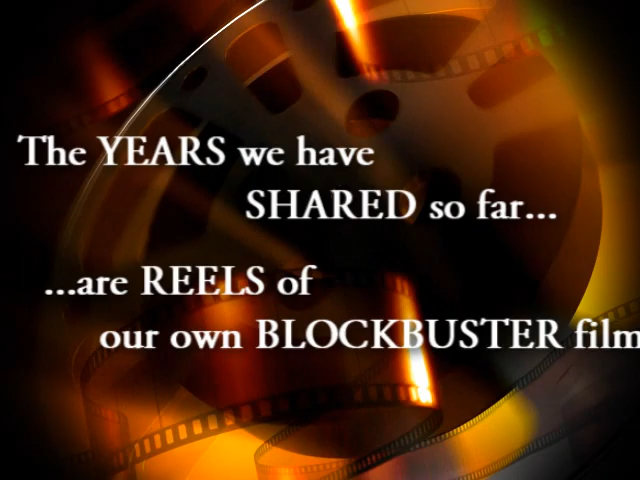 The YEARS we have
SHARED so far...
...are REELS of
our own BLOCKBUSTER film